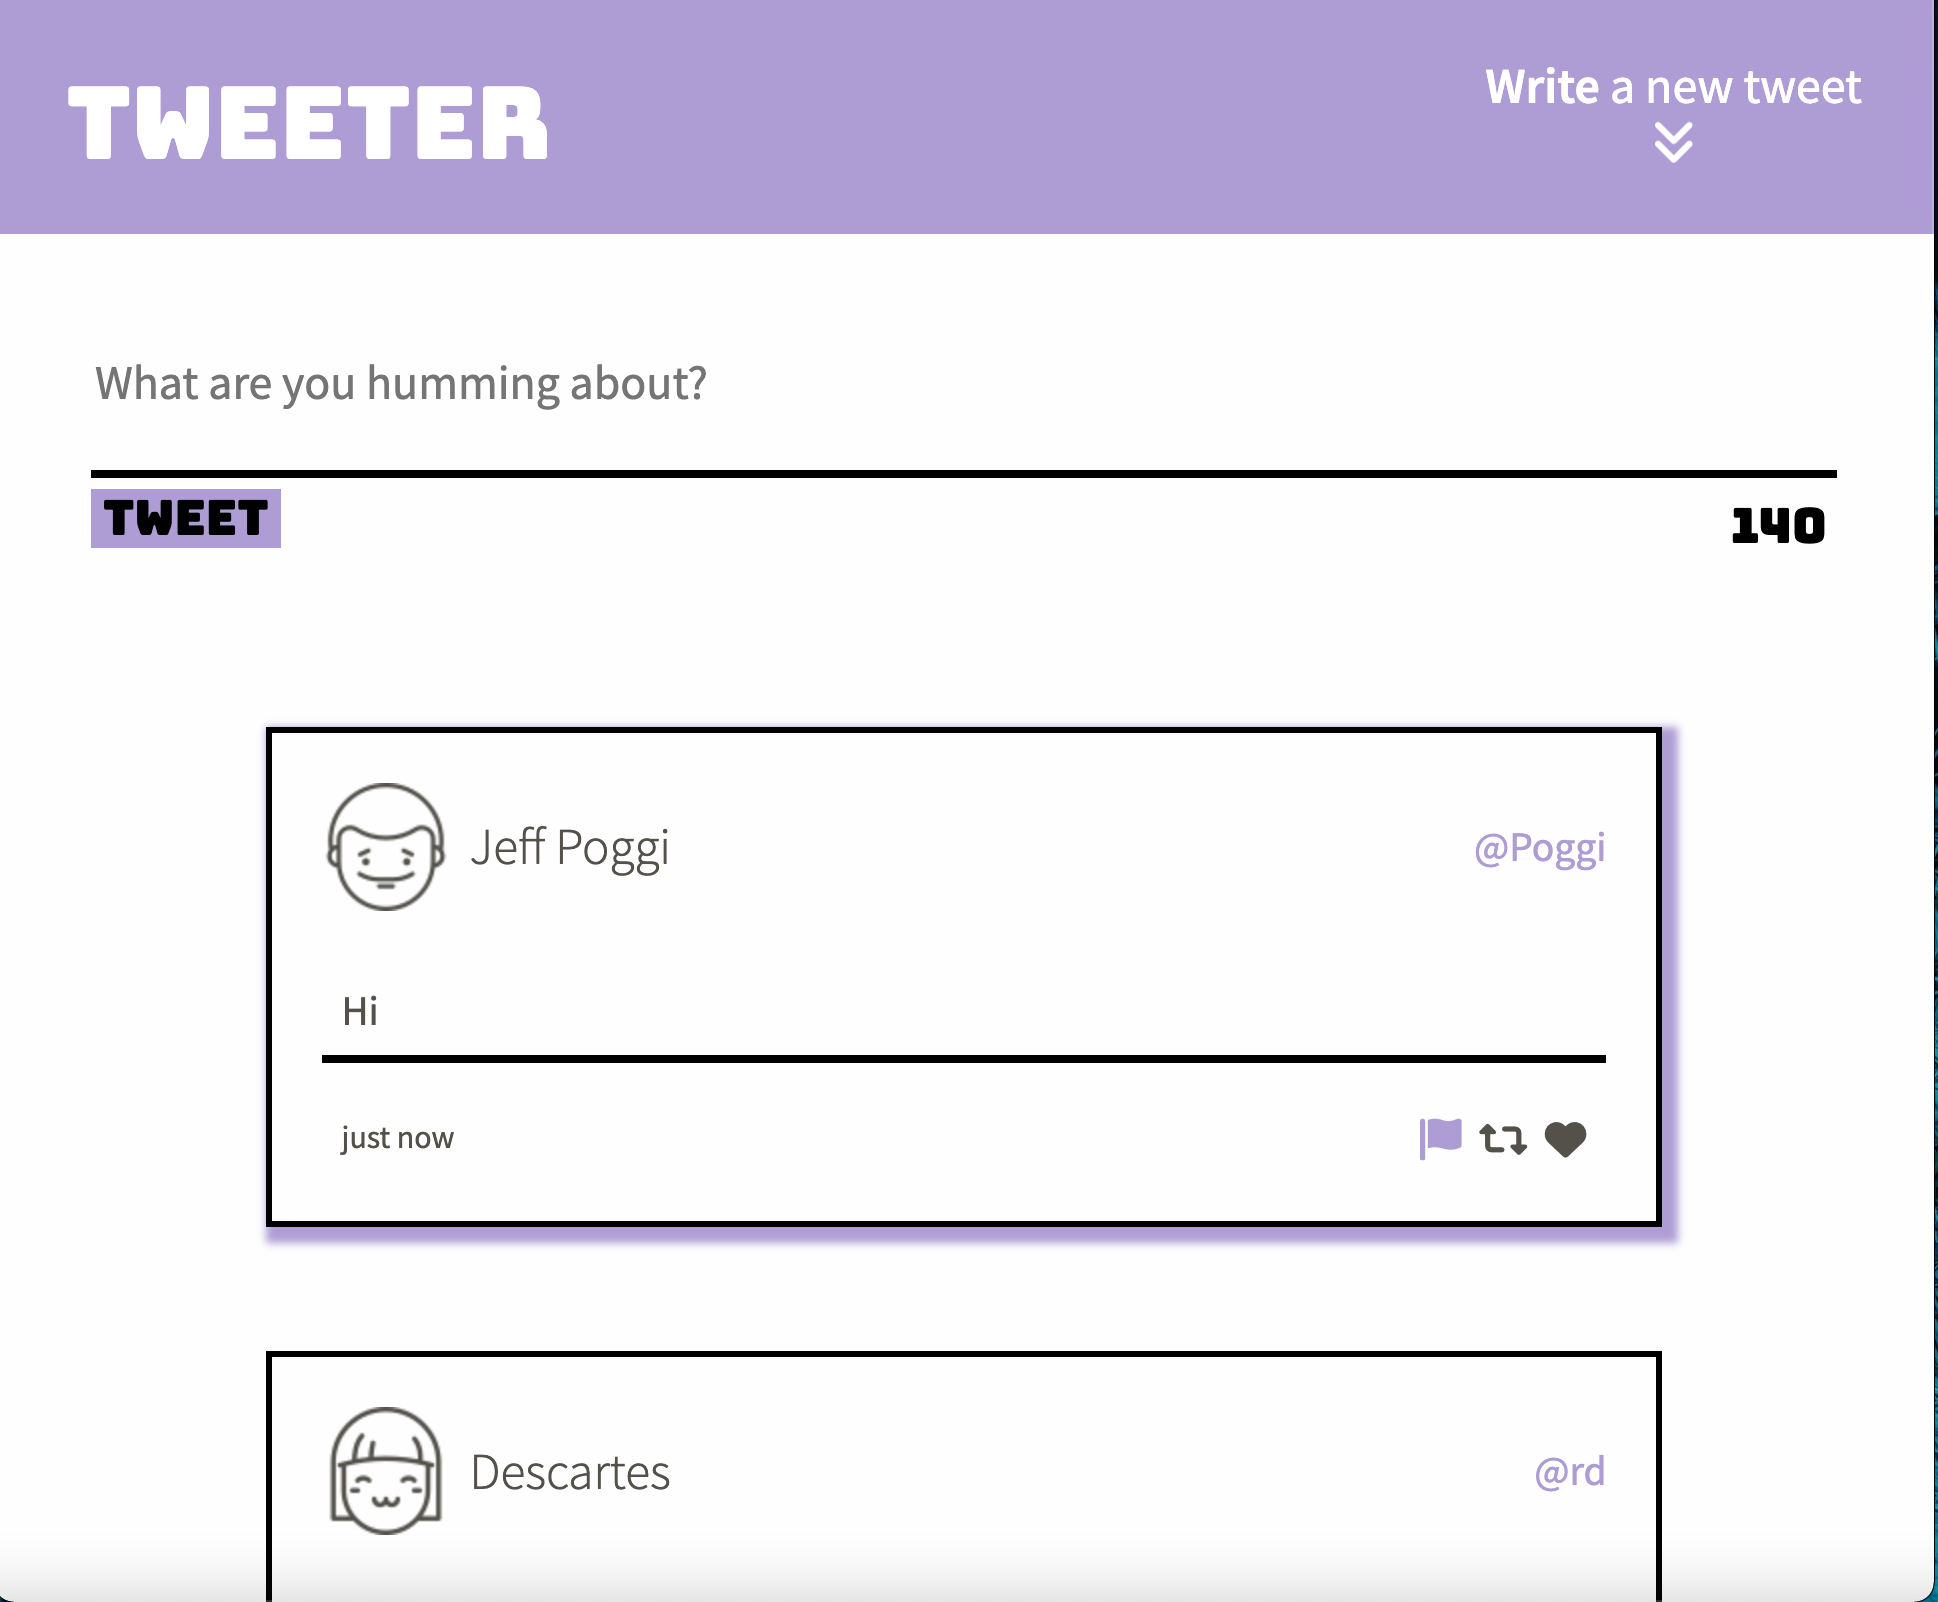 TWEETER
Write a new tweet
What are you humming about?
TWEET
140
Jeff Poggi
@Poggi
Hi
just now
Descartes
@rd